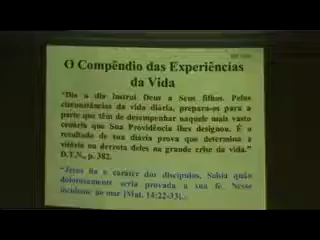 O Compêndio das Experiências
da Vida
"Dia a dia instrui Deus a Seus filhos. Pelas
circunstâncias da vida diária, prepara-os para a
parte que têm de desempenhar naquele mais vasto
cenário que Sua Providência lhes designou. É o
resultado de sua diária prova que determina a
vitória ou derrota deles na grande crise da vida."
D.T.N., p. 382.
"Jesus lia o caráter dos discípulos. Sabia quão
dolorosamente seria provada a sua fé. Nesse
incidente no mar [Mat. 14:22-33]...